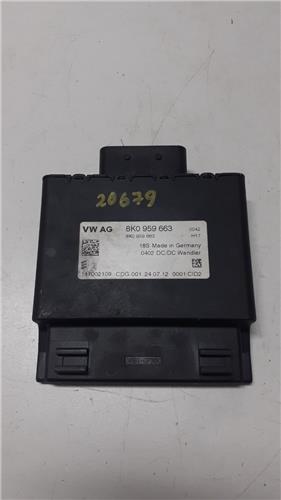 20679
VW AG 8K0 959 663 0042
8K0 959 663 H17
18S Made in Germany
0402 DC/DC Wandler
CDG 001 24.07.12 0001 CID2